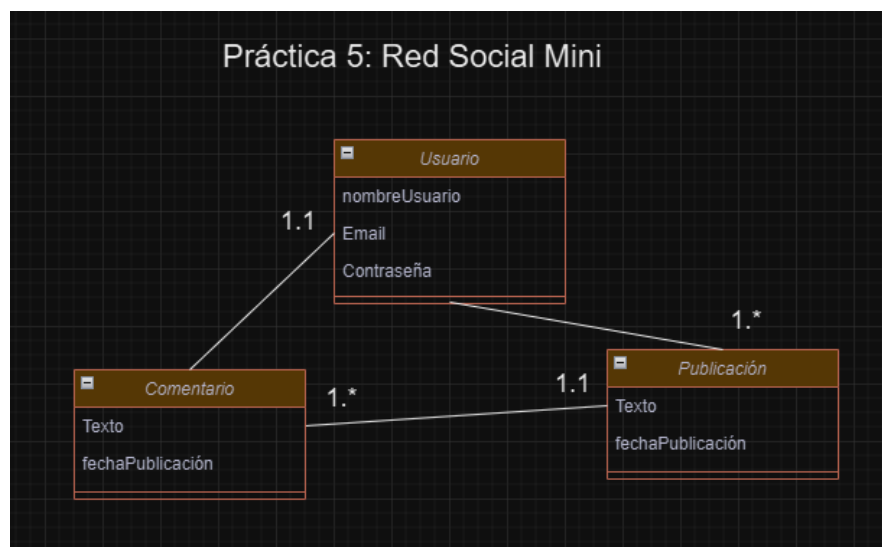 Práctica 5: Red Social Mini
Usuario
nombreUsuario
Email
Contraseña
1.1
1.*
Comentario
Texto
fechaPublicación
1.*
1.1
Publicación
Texto
fechaPublicación